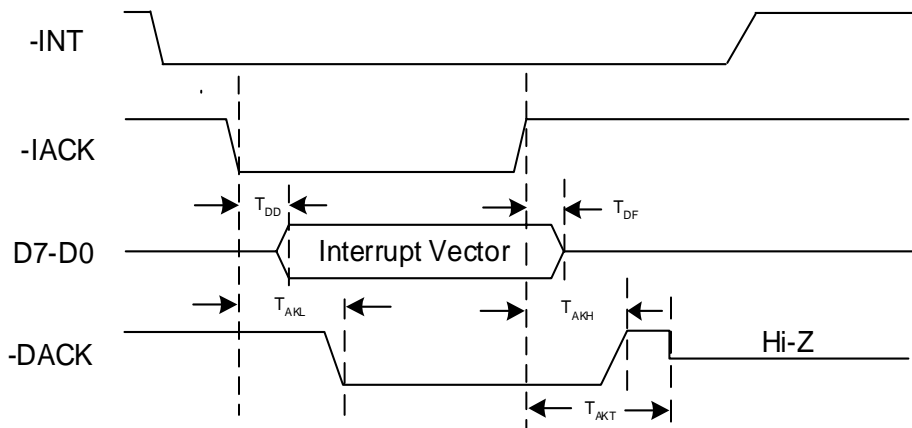 -INT
-IACK
T_DD
T_DF
D7-D0
Interrupt Vector
T_AKL
T_AKH
-DACK
Hi-Z
T_AKT